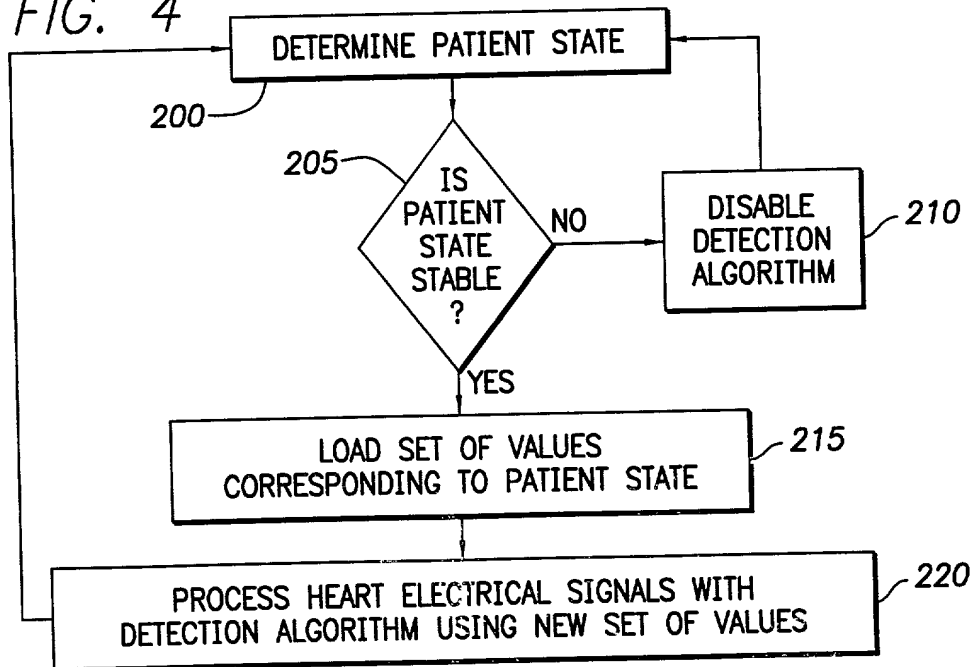 FIG. 4
DETERMINE PATIENT STATE
200
205
IS
PATIENT
STATE
STABLE
?
NO
DISABLE
DETECTION
ALGORITHM
210
YES
LOAD SET OF VALUES
CORRESPONDING TO PATIENT STATE
215
PROCESS HEART ELECTRICAL SIGNALS WITH
DETECTION ALGORITHM USING NEW SET OF VALUES
220